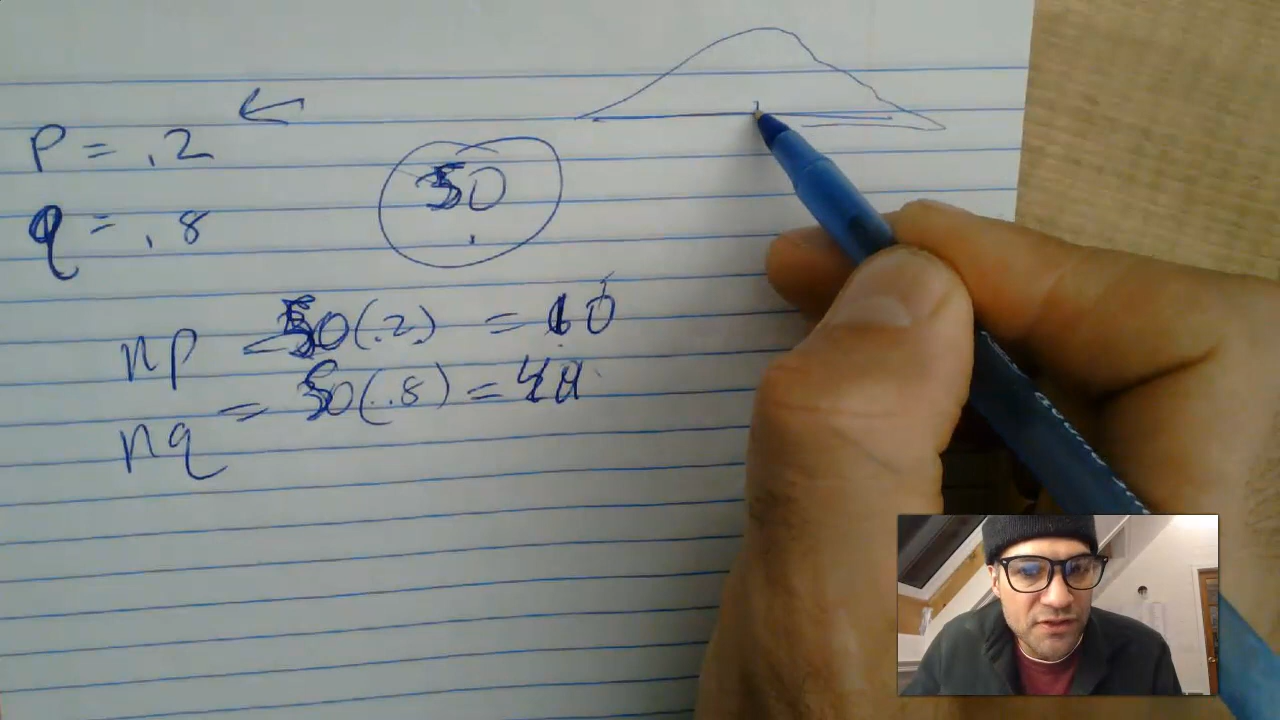 p = .2
50
q = .8
np = 50(.2) = 10
nq = 50(.8) = 40